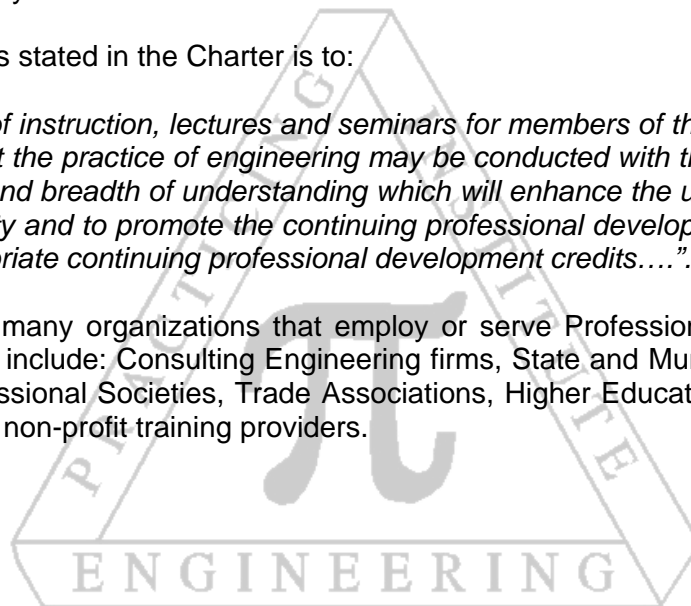 s stated in the Charter is to:
of instruction, lectures and seminars for members of th
t the practice of engineering may be conducted with t
nd breadth of understanding which will enhance the u
y and to promote the continuing professional develop
riate continuing professional development credits….”.
many organizations that employ or serve Profession
include: Consulting Engineering firms, State and Mu
ssional Societies, Trade Associations, Higher Educat
non-profit training providers.
PRACTICING
INSTITUTE
π
ENGINEERING